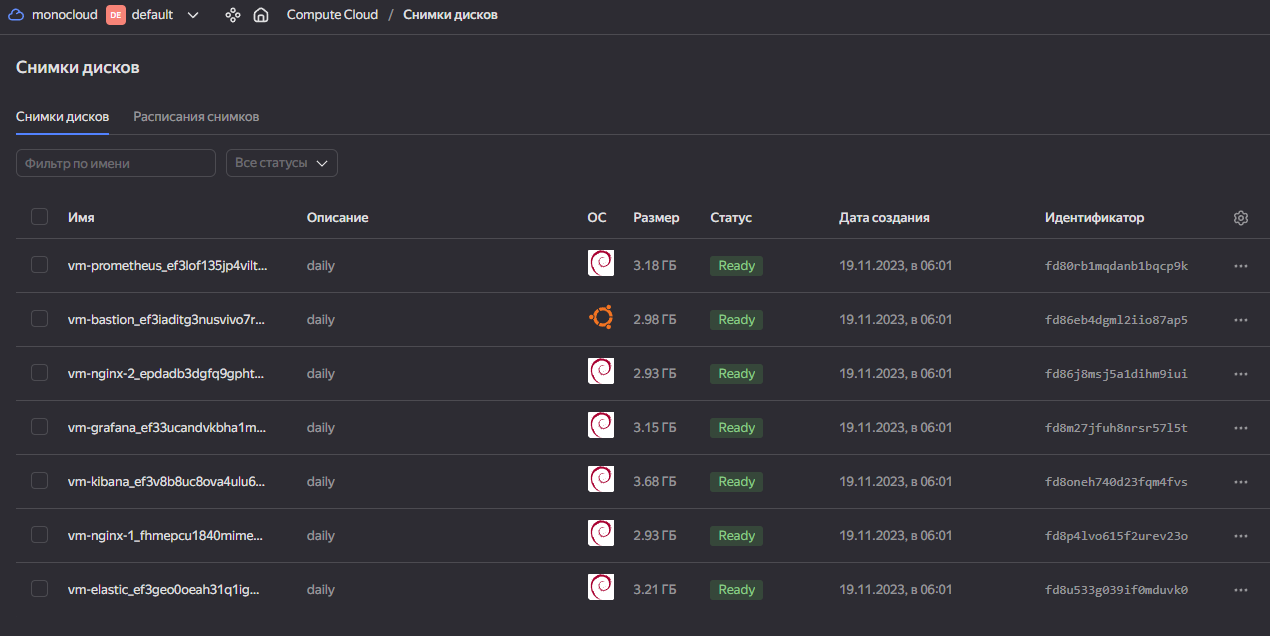 monocloud DE default Compute Cloud / Снимки дисков
Снимки дисков
Снимки дисков Расписания снимков
Фильтр по имени Все статусы
Имя Описание ОС Размер Статус Дата создания Идентификатор
vm-prometheus_ef3lof135jp4vilt... daily 3.18 ГБ Ready 19.11.2023, в 06:01 fd80rb1mqdanb1bqcp9k
vm-bastion_ef3iaditg3nusvivo7r... daily 2.98 ГБ Ready 19.11.2023, в 06:01 fd86eb4dgml2iio87ap5
vm-nginx-2_epdadb3dgfq9gpht... daily 2.93 ГБ Ready 19.11.2023, в 06:01 fd86j8msj5a1dihm9iui
vm-grafana_ef33ucandvkbha1m... daily 3.15 ГБ Ready 19.11.2023, в 06:01 fd8m27jfuh8nrsr57l5t
vm-kibana_ef3v8b8uc8ova4ulu6... daily 3.68 ГБ Ready 19.11.2023, в 06:01 fd8oneh740d23fqm4fvs
vm-nginx-1_fhmepcu1840mime... daily 2.93 ГБ Ready 19.11.2023, в 06:01 fd8p4lvo615f2urev23o
vm-elastic_ef3geo0oeah31q1ig... daily 3.21 ГБ Ready 19.11.2023, в 06:01 fd8u533g039if0mduvk0